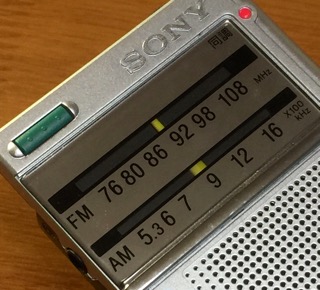 SONY
同調
FM 76 80 86 92 98 108 MHz
AM 5.3 6 7 9 12 16 X100 kHz